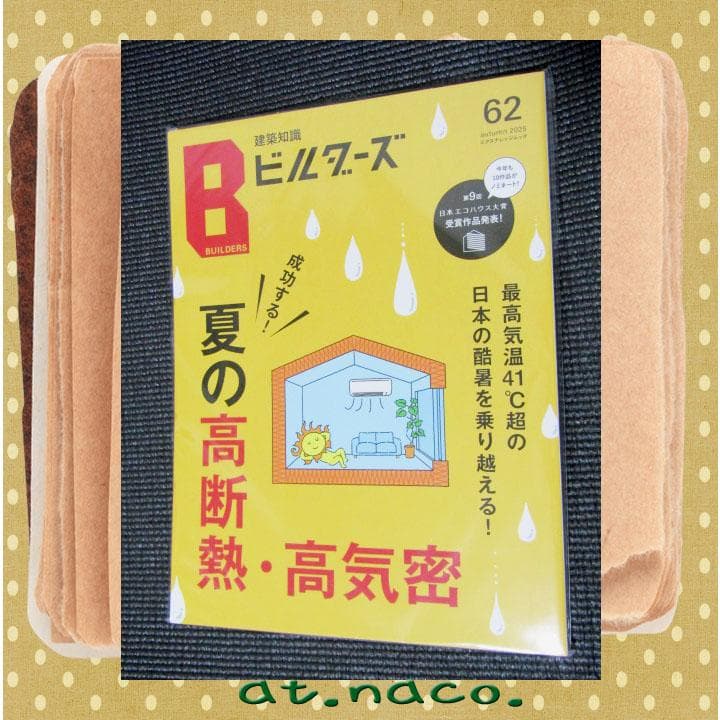 建築知識
ビルダーズ
B
BUILDERS
62
autumn 2025
エクスナレッジムック
今年も
10作品が
ノミネート!
第9回
日本エコハウス大賞
受賞作品発表!
成功する!
最高気温41℃超の
日本の酷暑を乗り越える!
夏の高断
熱・高気密
at.naco.